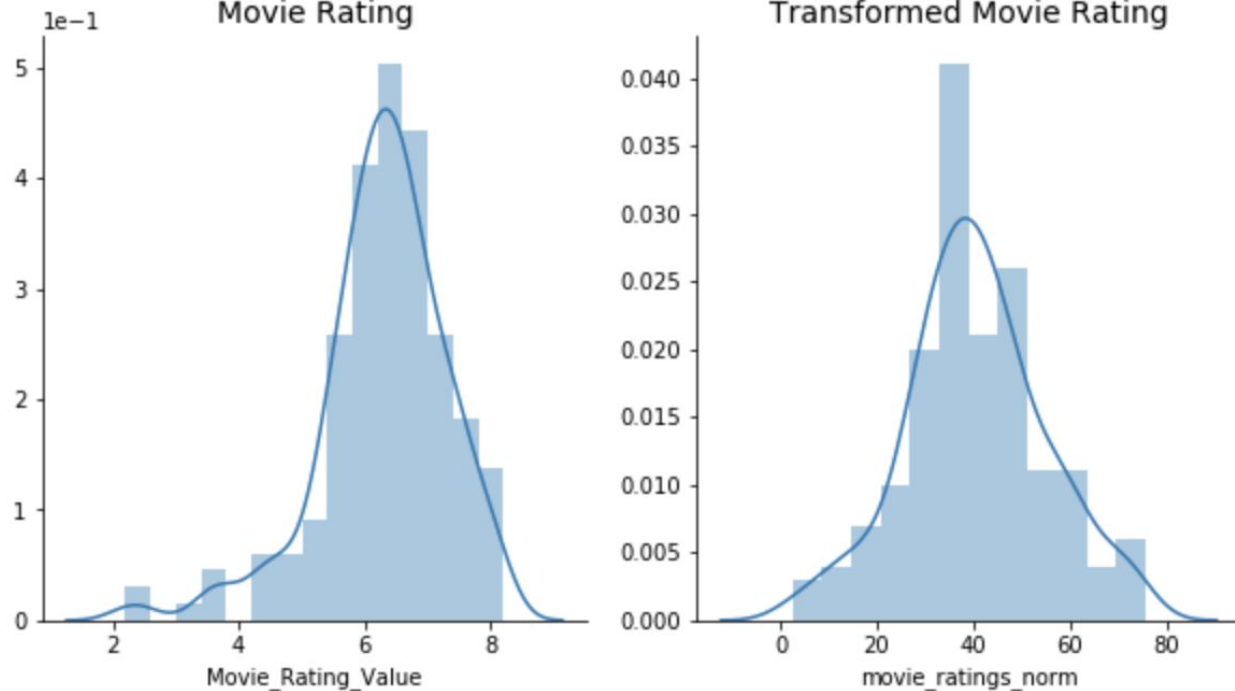 Movie Rating
1e−1
5
4
3
2
1
0
2 4 6 8
Movie_Rating_Value
Transformed Movie Rating
0.040
0.035
0.030
0.025
0.020
0.015
0.010
0.005
0.000
0 20 40 60 80
movie_ratings_norm